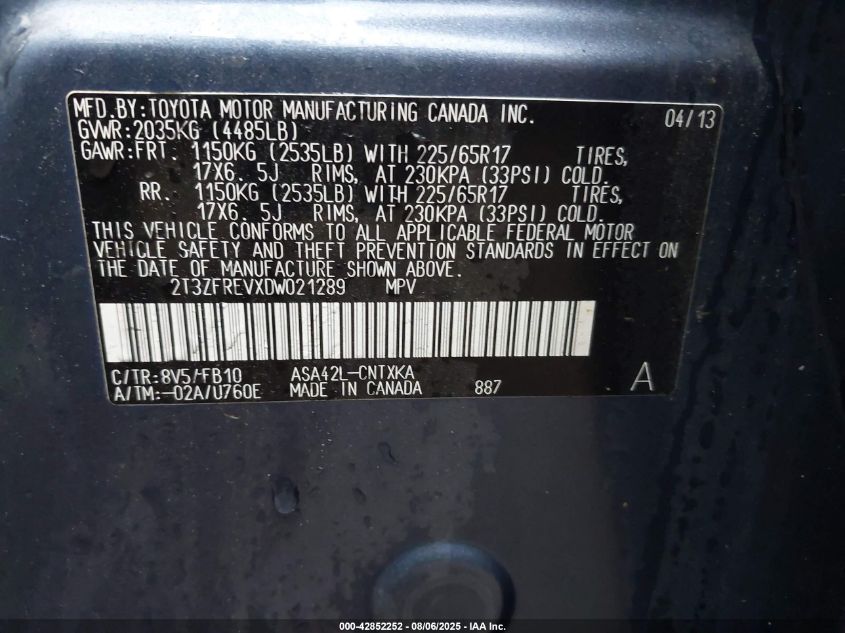 MFD.BY:TOYOTA MOTOR MANUFACTURING CANADA INC. 04/13
GVWR:2035KG (4485LB)
GAWR:FRT. 1150KG (2535LB) WITH 225/65R17 TIRES,
17X6. 5J RIMS, AT 230KPA (33PSI) COLD.
RR. 1150KG (2535LB) WITH 225/65R17 TIRES,
17X6. 5J RIMS, AT 230KPA (33PSI) COLD.
THIS VEHICLE CONFORMS TO ALL APPLICABLE FEDERAL MOTOR
VEHICLE SAFETY AND THEFT PREVENTION STANDARDS IN EFFECT ON
THE DATE OF MANUFACTURE SHOWN ABOVE.
2T3ZFREVXDW021289 MPV
C/TR:8V5/FB10 ASA42L-CNTXKA
A/TM:-02A/U760E MADE IN CANADA 887 A
000-42852252 - 08/06/2025 - IAA Inc.